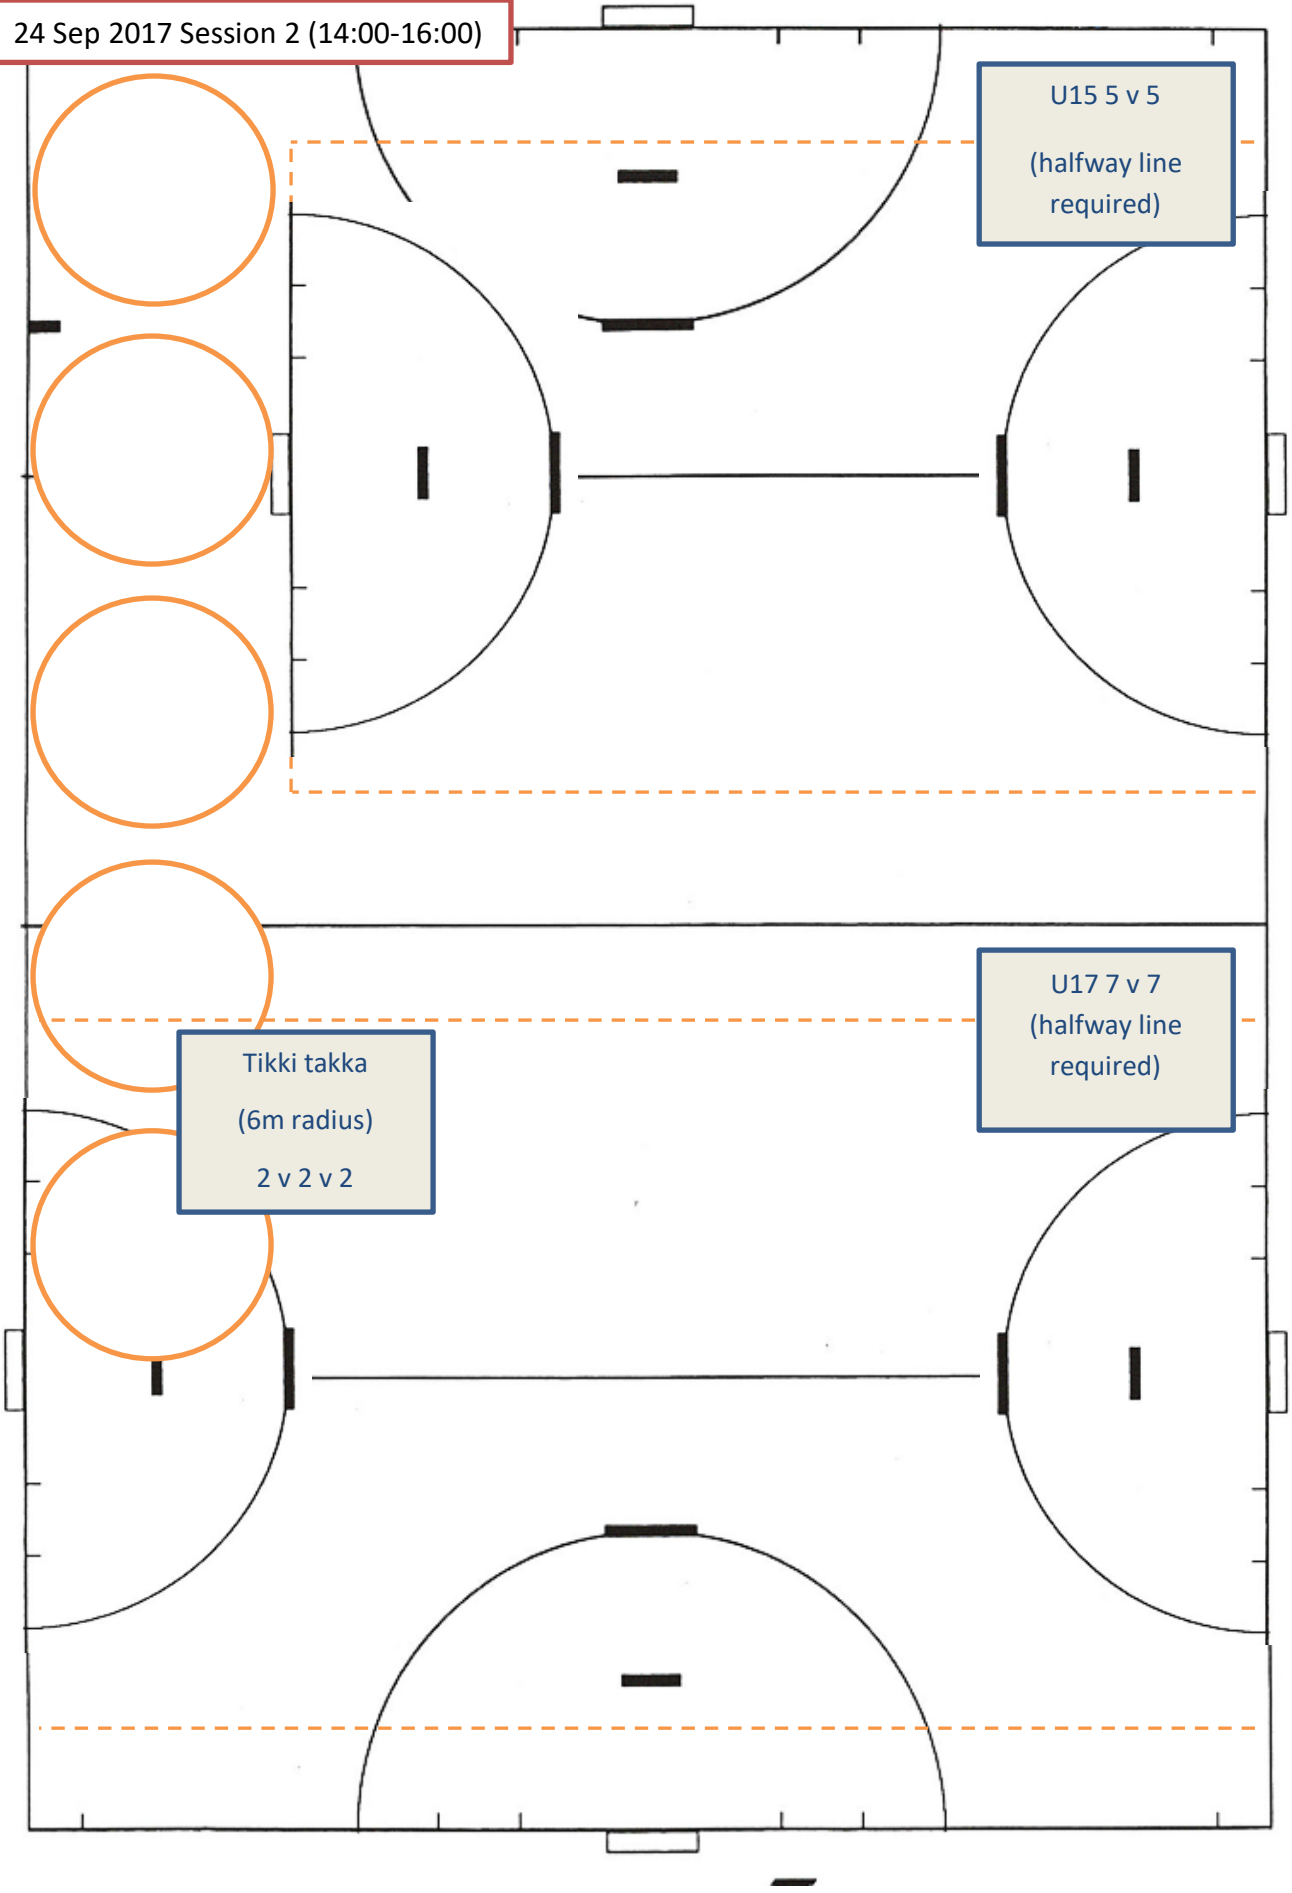 24 Sep 2017 Session 2 (14:00-16:00)
U15 5 v 5
(halfway line
required)
U17 7 v 7
(halfway line
required)
Tikki takka
(6m radius)
2 v 2 v 2